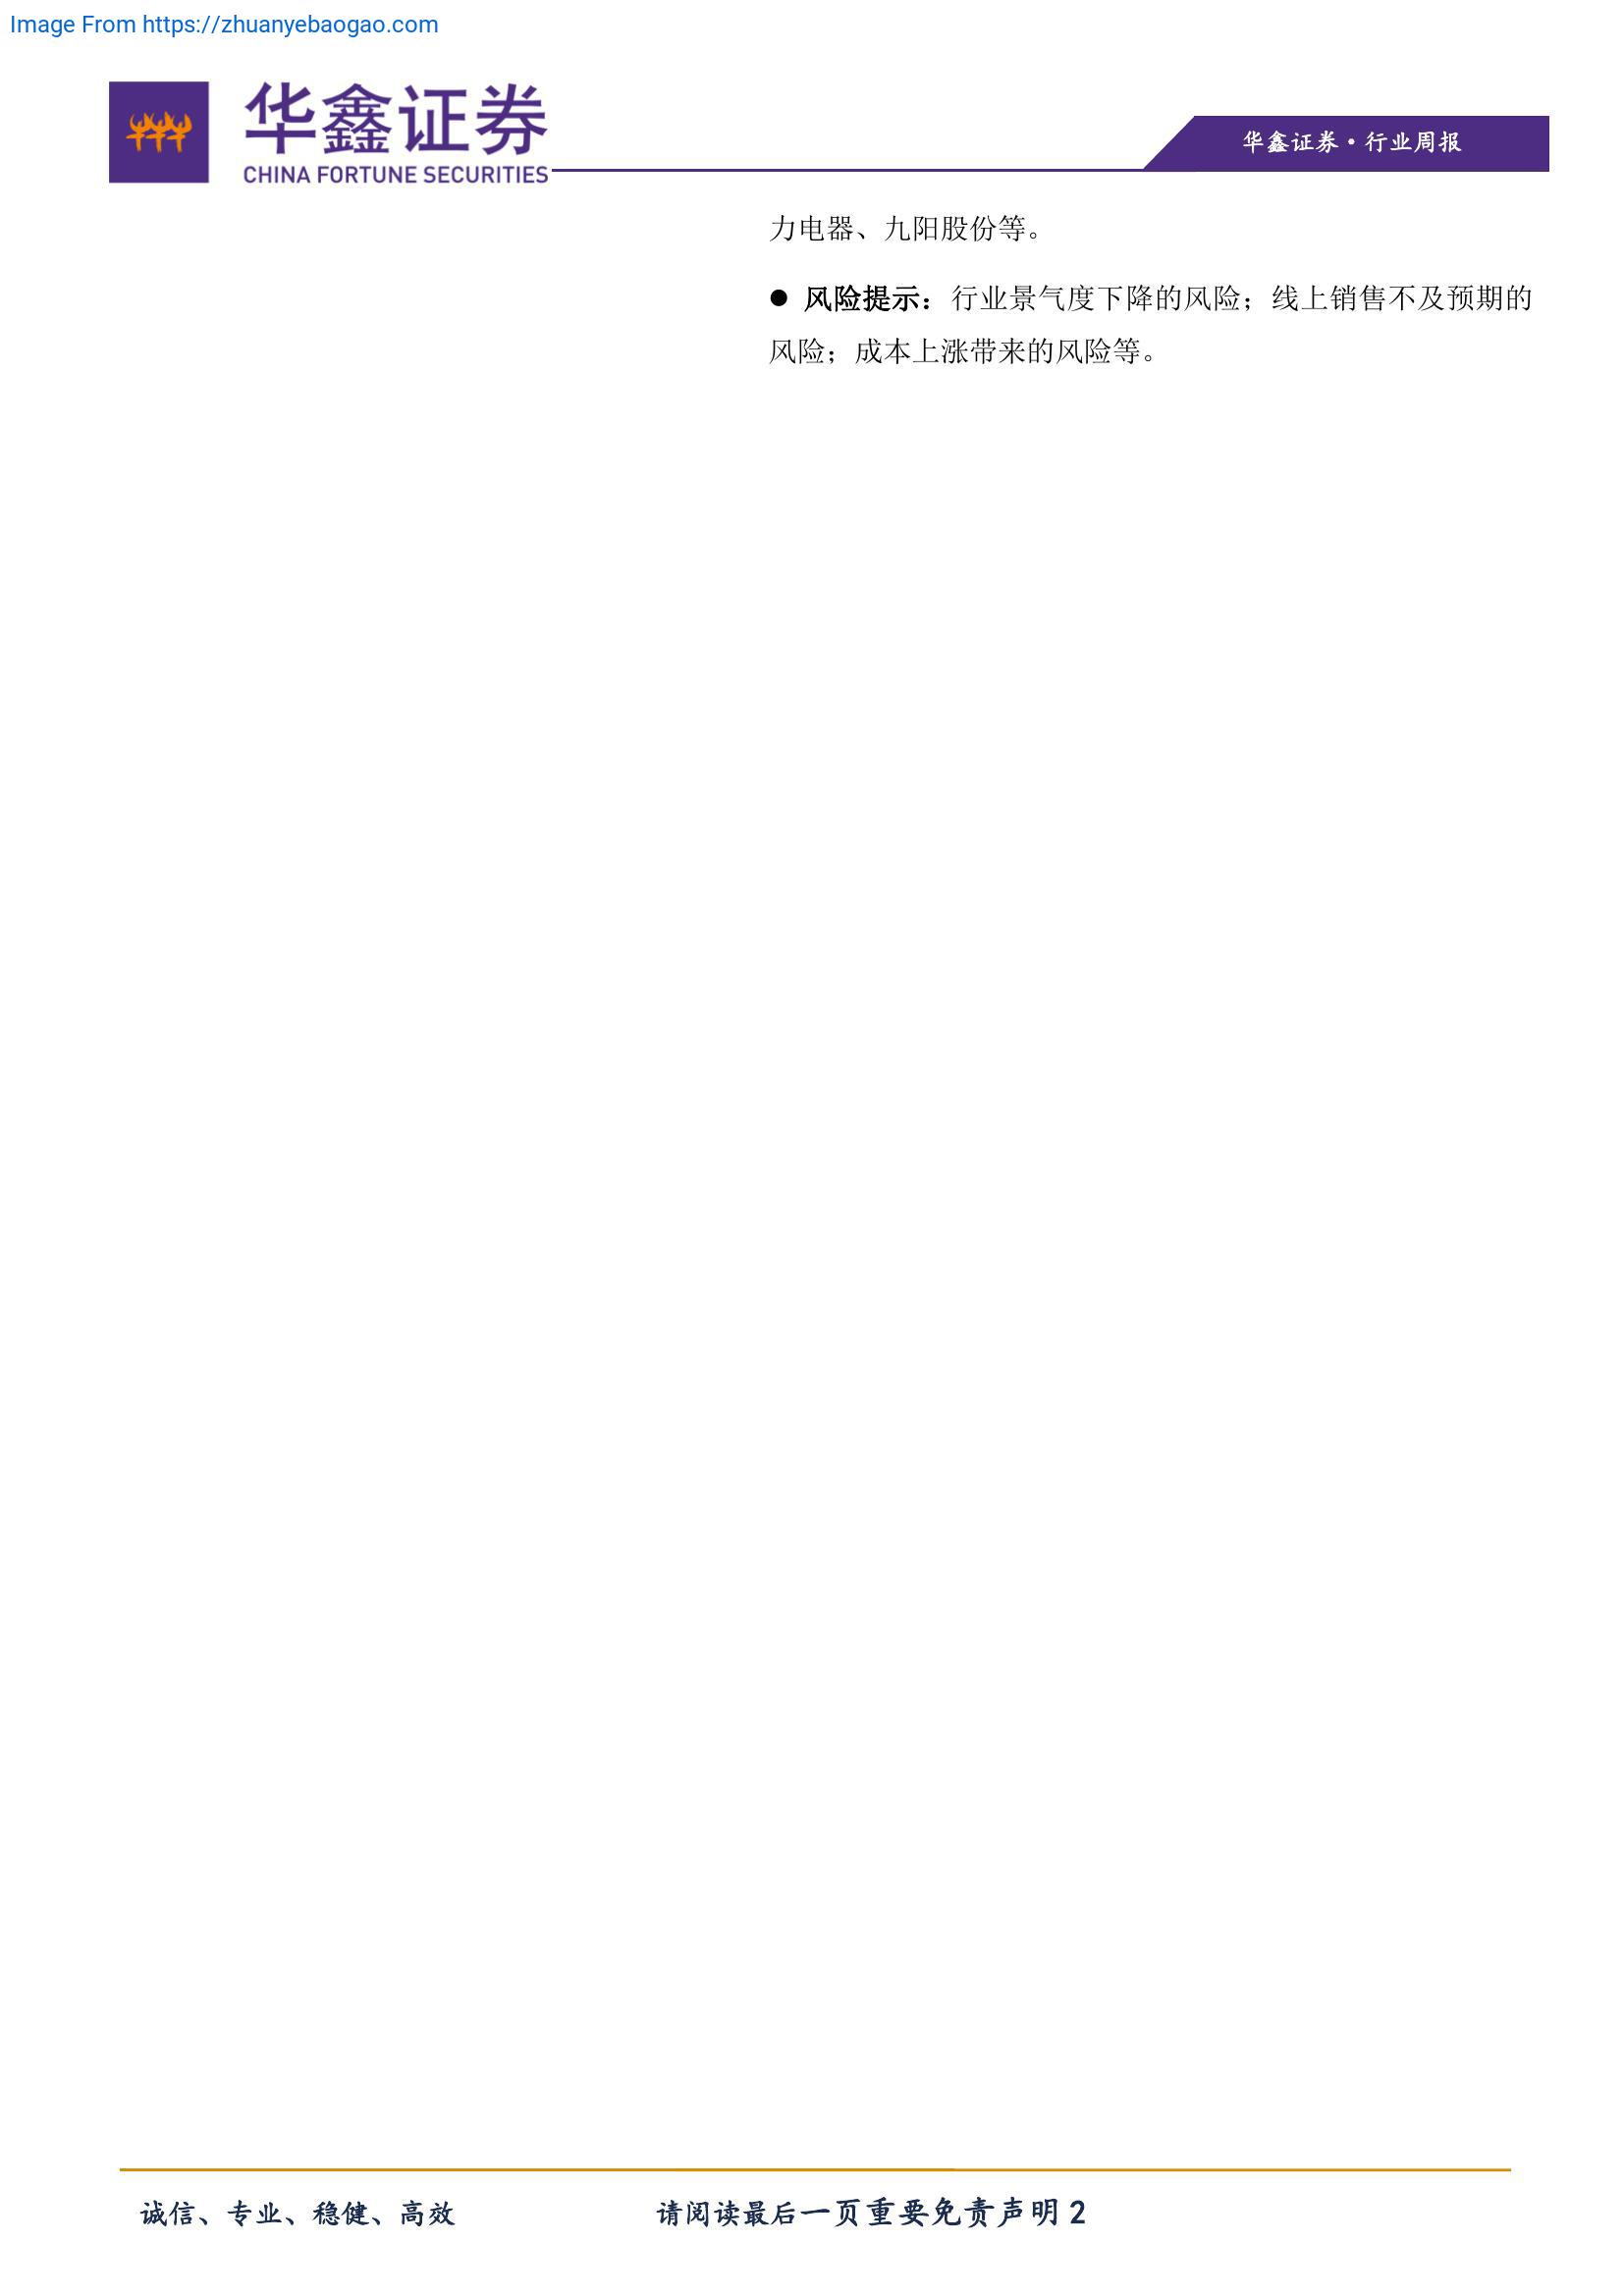 Image From https://zhuanyebaogao.com
华鑫证券
CHINA FORTUNE SECURITIES
华鑫证券·行业周报
力电器、九阳股份等。
● 风险提示：行业景气度下降的风险；线上销售不及预期的
风险；成本上涨带来的风险等。
诚信、专业、稳健、高效
请阅读最后一页重要免责声明 2